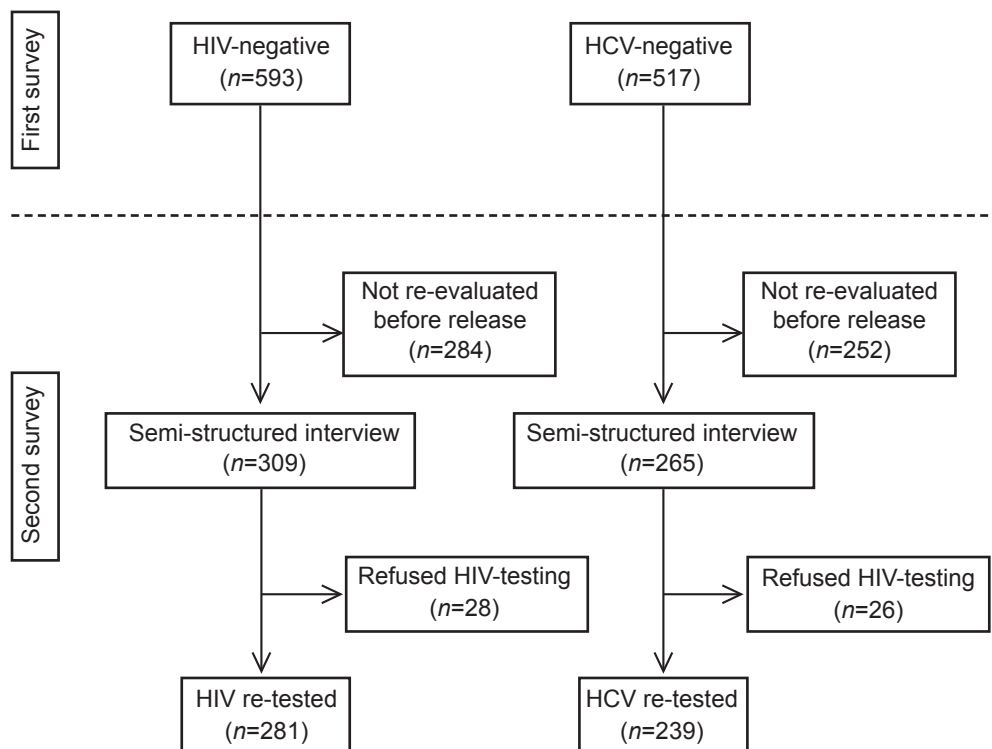 First survey
HIV-negative
(n=593)
HCV-negative
(n=517)
Not re-evaluated
before release
(n=284)
Not re-evaluated
before release
(n=252)
Second survey
Semi-structured interview
(n=309)
Semi-structured interview
(n=265)
Refused HIV-testing
(n=28)
Refused HIV-testing
(n=26)
HIV re-tested
(n=281)
HCV re-tested
(n=239)